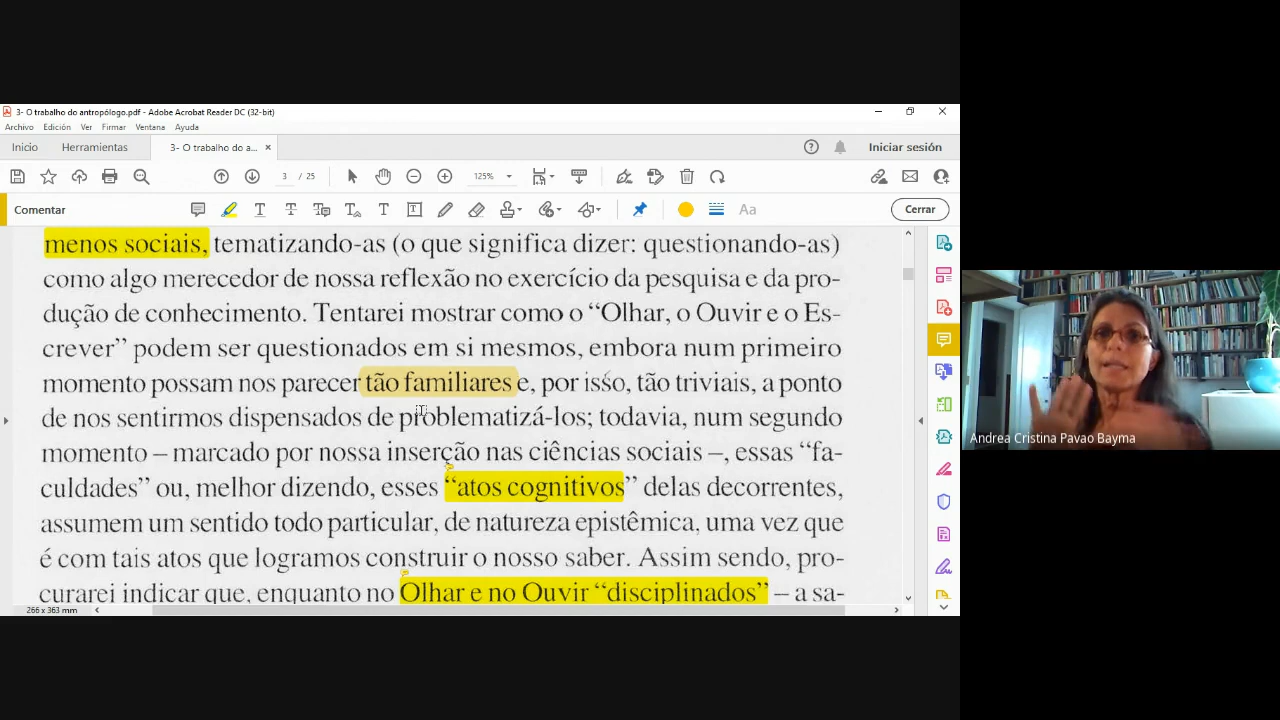 3- O trabalho do antropólogo.pdf - Adobe Acrobat Reader DC (32-bit)
Archivo Edición Ver Firmar Ventana Ayuda
Inicio Herramientas 3- O trabalho do a... × Iniciar sesión
3 / 25 125%
Comentar Aa Cerrar
menos sociais, tematizando-as (o que significa dizer: questionando-as)
como algo merecedor de nossa reflexão no exercício da pesquisa e da pro-
dução de conhecimento. Tentarei mostrar como o “Olhar, o Ouvir e o Es-
crever” podem ser questionados em si mesmos, embora num primeiro
momento possam nos parecer tão familiares e, por isso, tão triviais, a ponto
de nos sentirmos dispensados de problematizá-los; todavia, num segundo
momento – marcado por nossa inserção nas ciências sociais –, essas “fa-
culdades” ou, melhor dizendo, esses “atos cognitivos” delas decorrentes,
assumem um sentido todo particular, de natureza epistêmica, uma vez que
é com tais atos que logramos construir o nosso saber. Assim sendo, pro-
curarei indicar que, enquanto no Olhar e no Ouvir “disciplinados” – a sa-
266 x 363 mm
Andrea Cristina Pavao Bayma